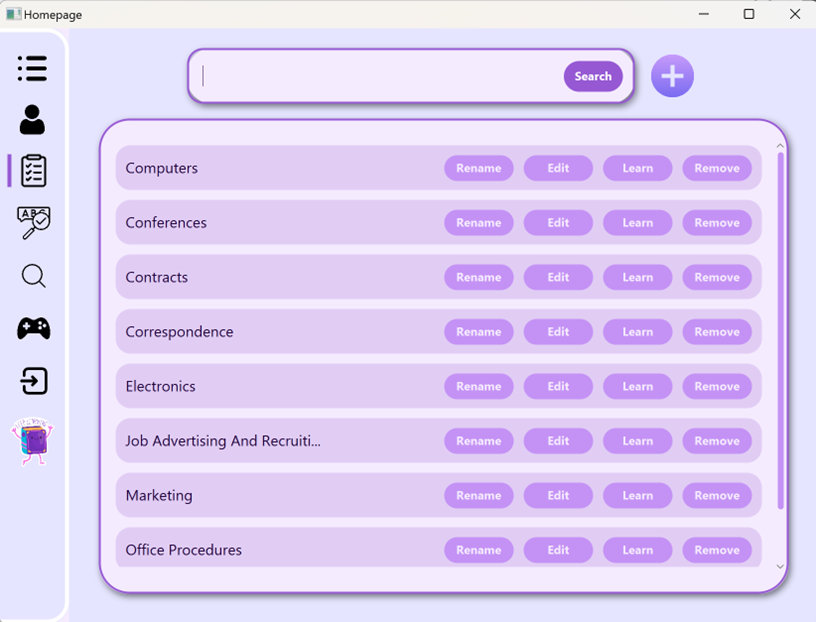 Homepage
Search
Computers Rename Edit Learn Remove
Conferences Rename Edit Learn Remove
Contracts Rename Edit Learn Remove
Correspondence Rename Edit Learn Remove
Electronics Rename Edit Learn Remove
Job Advertising And Recruiti... Rename Edit Learn Remove
Marketing Rename Edit Learn Remove
Office Procedures Rename Edit Learn Remove